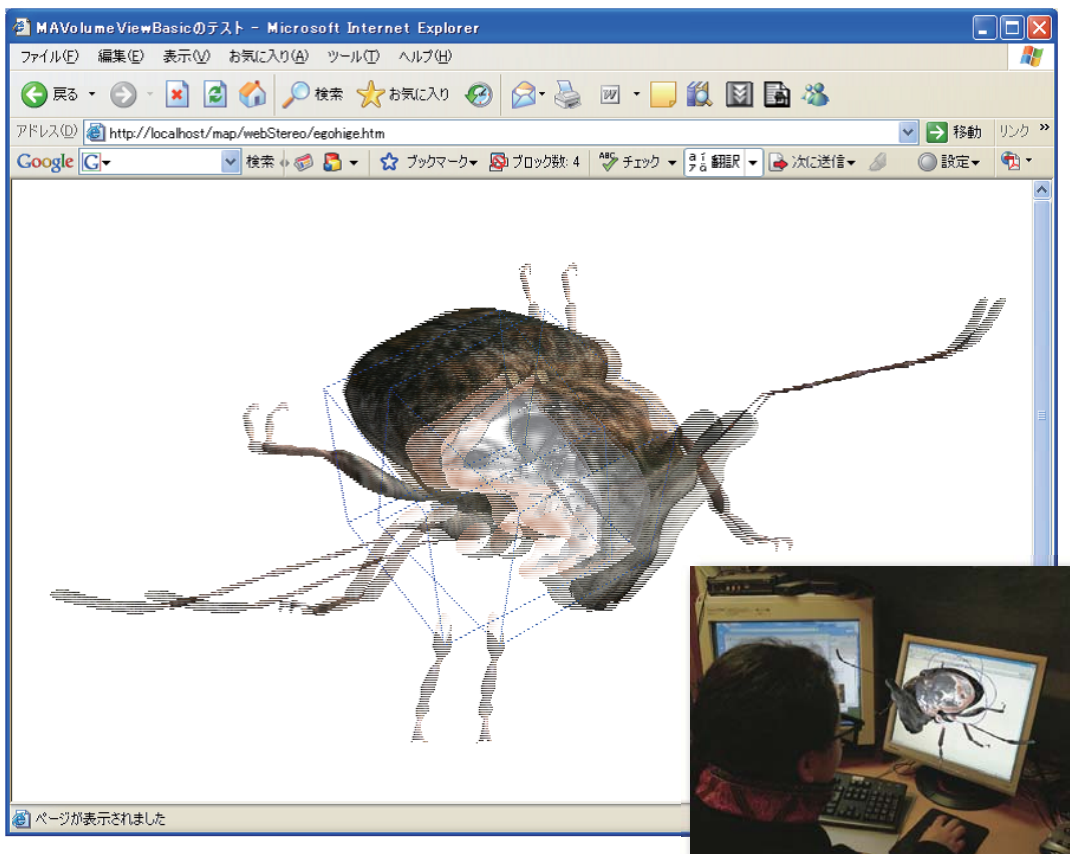 MAVolumeViewBasicのテスト - Microsoft Internet Explorer
ファイル(F) 編集(E) 表示(V) お気に入り(A) ツール(T) ヘルプ(H)
戻る 検索 お気に入り W
アドレス(D) http://localhost/map/webStereo/egohige.htm 移動 リンク »
Google G 検索 ブックマーク ブロック数: 4 ABC チェック 翻訳 次に送信 設定
ページが表示されました